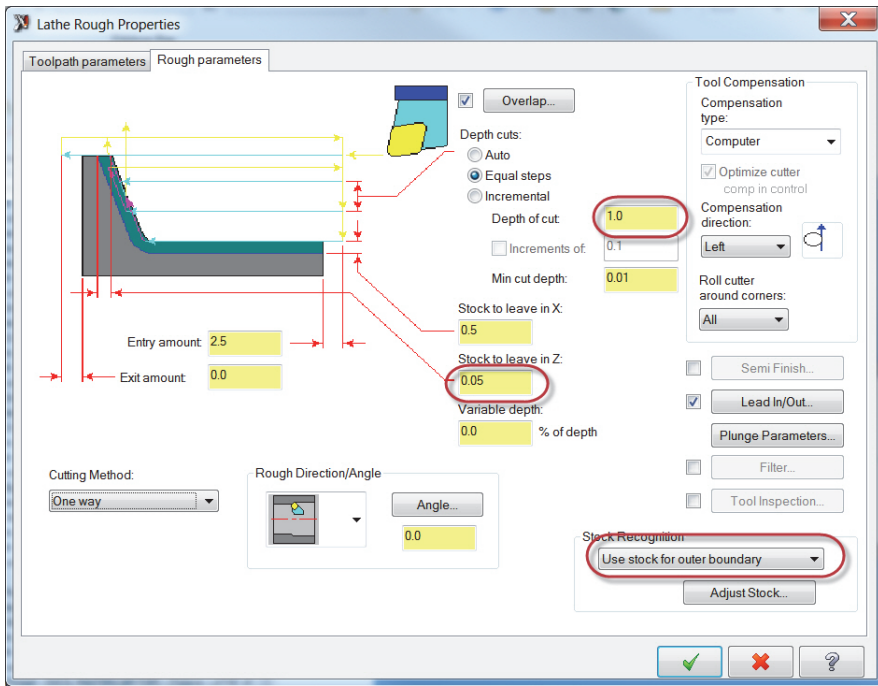 Lathe Rough Properties
Toolpath parameters
Rough parameters
Overlap...
Depth cuts:
Auto
Equal steps
Incremental
Depth of cut:
1.0
Increments of:
0.1
Min cut depth:
0.01
Stock to leave in X:
0.5
Stock to leave in Z:
0.05
Variable depth:
0.0
% of depth
Entry amount:
2.5
Exit amount:
0.0
Tool Compensation
Compensation
type:
Computer
Optimize cutter
comp in control
Compensation
direction:
Left
Roll cutter
around corners:
All
Semi Finish...
Lead In/Out...
Plunge Parameters...
Filter...
Tool Inspection...
Cutting Method:
One way
Rough Direction/Angle
Angle...
0.0
Stock Recognition
Use stock for outer boundary
Adjust Stock...